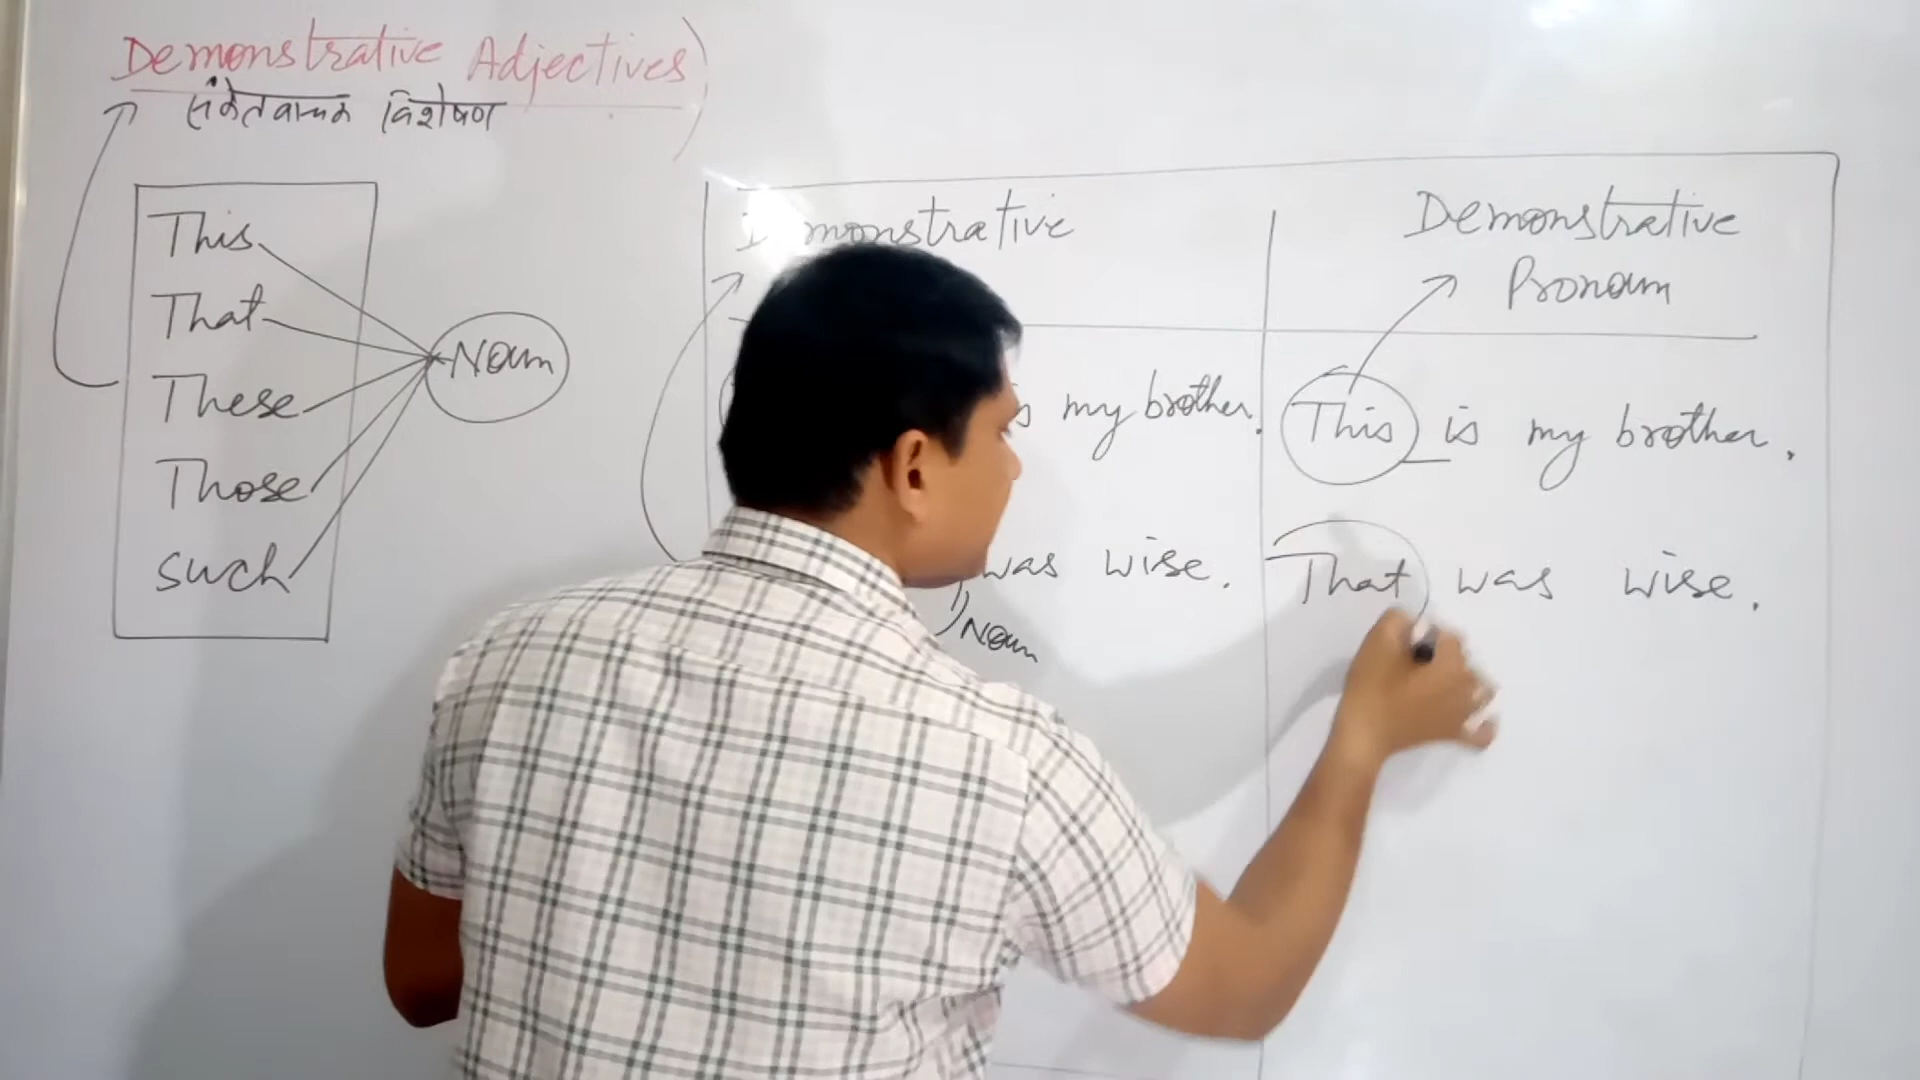 Demonstrative Adjectives)
संकेतवाचक विशेषण
This
That
These
Those
such
Noun
Demonstrative
is my brother.
was wise.
Noun
Demonstrative
Pronoun
This is my brother.
That was wise.